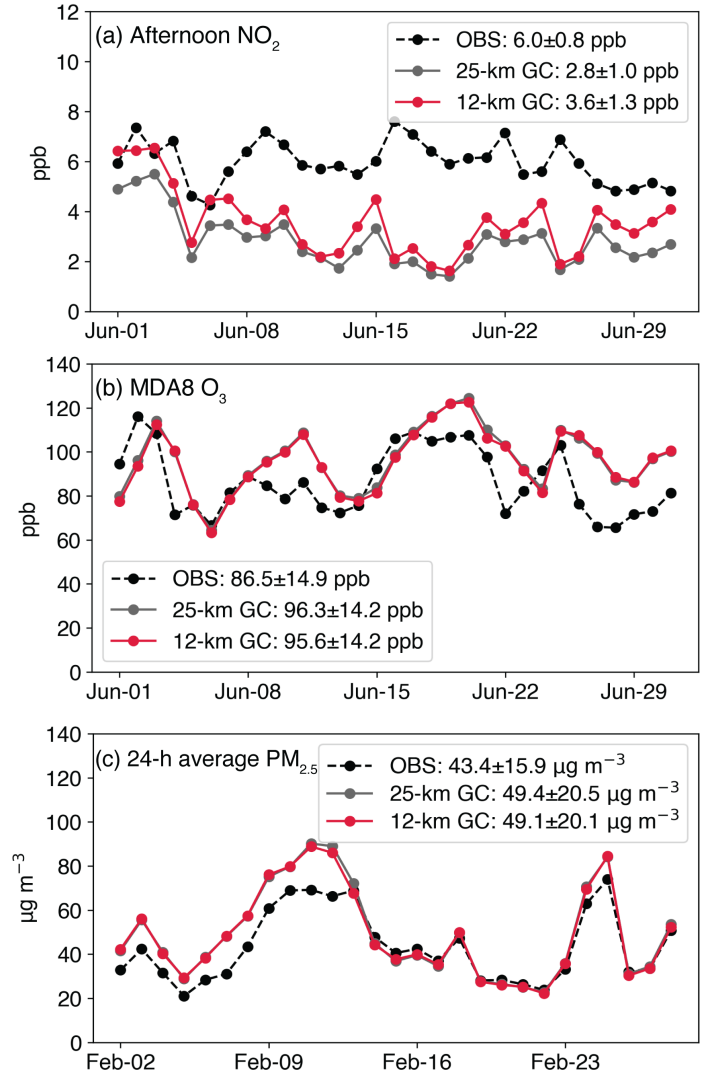 (a) Afternoon NO₂
OBS: 6.0±0.8 ppb
25-km GC: 2.8±1.0 ppb
12-km GC: 3.6±1.3 ppb
12
10
8
6
4
2
0
ppb
Jun-01 Jun-08 Jun-15 Jun-22 Jun-29
(b) MDA8 O₃
140
120
100
80
60
40
20
0
ppb
OBS: 86.5±14.9 ppb
25-km GC: 96.3±14.2 ppb
12-km GC: 95.6±14.2 ppb
Jun-01 Jun-08 Jun-15 Jun-22 Jun-29
(c) 24-h average PM₂.₅
OBS: 43.4±15.9 µg m⁻³
25-km GC: 49.4±20.5 µg m⁻³
12-km GC: 49.1±20.1 µg m⁻³
140
120
100
80
60
40
20
0
µg m⁻³
Feb-02 Feb-09 Feb-16 Feb-23